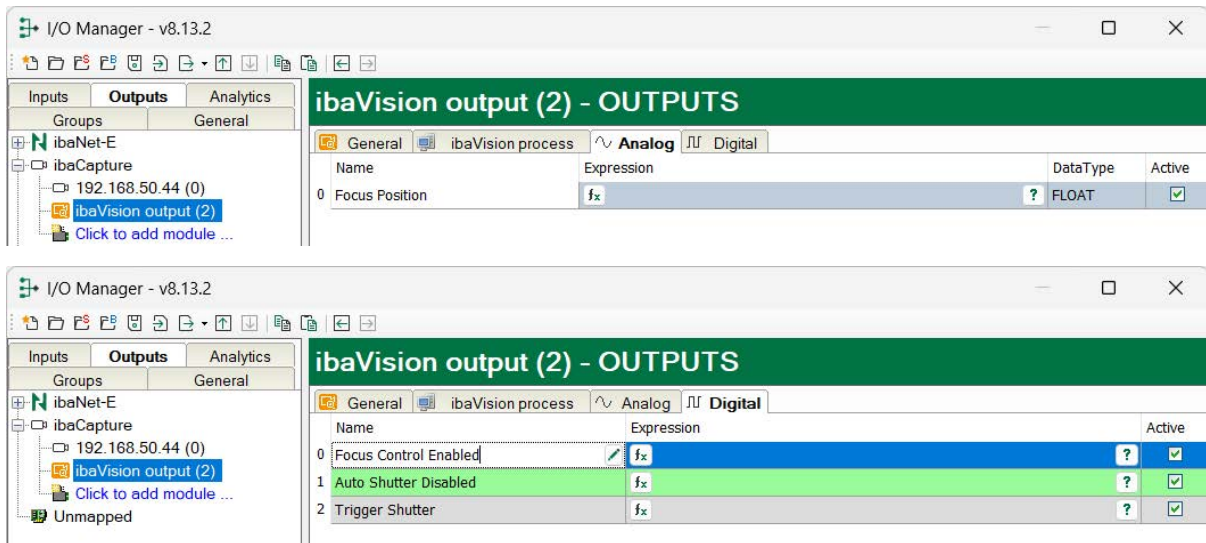 I/O Manager - v8.13.2
Inputs Outputs Analytics
Groups General
ibaNet-E
ibaCapture
192.168.50.44 (0)
ibaVision output (2)
Click to add module ...
ibaVision output (2) - OUTPUTS
General ibaVision process Analog Digital
Name Expression DataType Active
0 Focus Position fx ? FLOAT
I/O Manager - v8.13.2
Inputs Outputs Analytics
Groups General
ibaNet-E
ibaCapture
192.168.50.44 (0)
ibaVision output (2)
Click to add module ...
Unmapped
ibaVision output (2) - OUTPUTS
General ibaVision process Analog Digital
Name Expression Active
0 Focus Control Enabled fx ?
1 Auto Shutter Disabled fx ?
2 Trigger Shutter fx ?